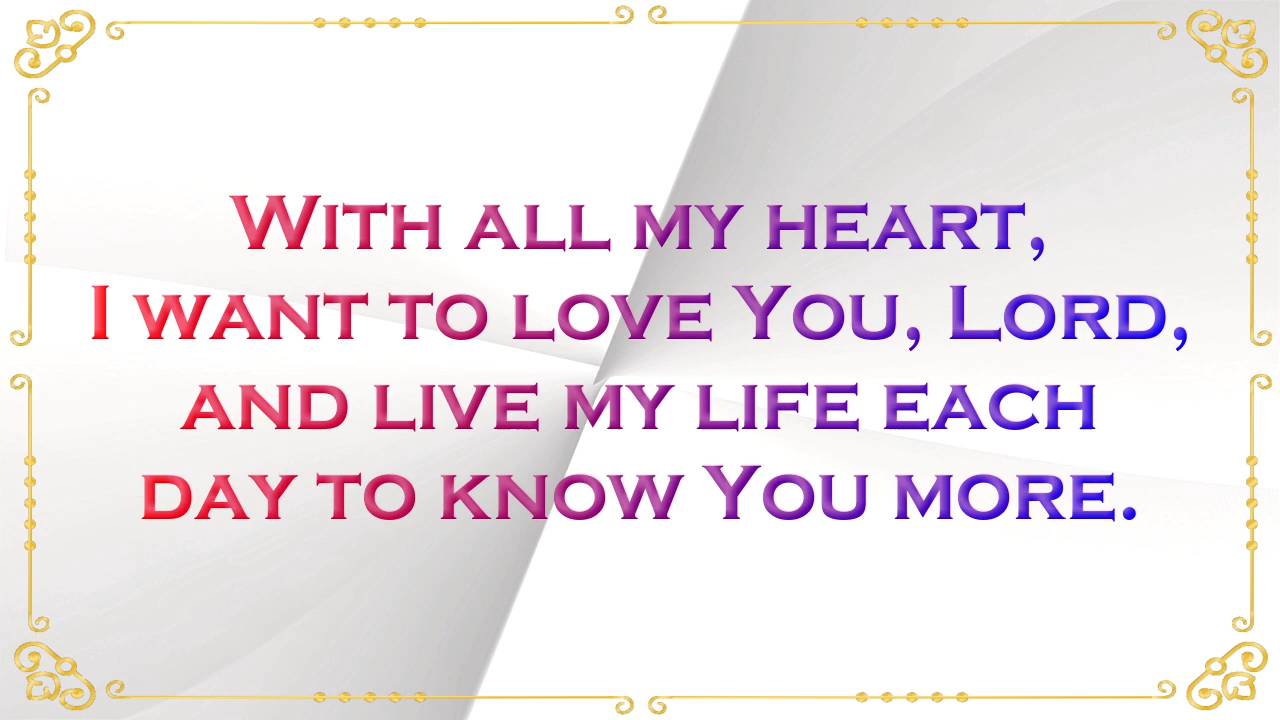 With all my heart,
I want to love You, Lord,
and live my life each
day to know You more.